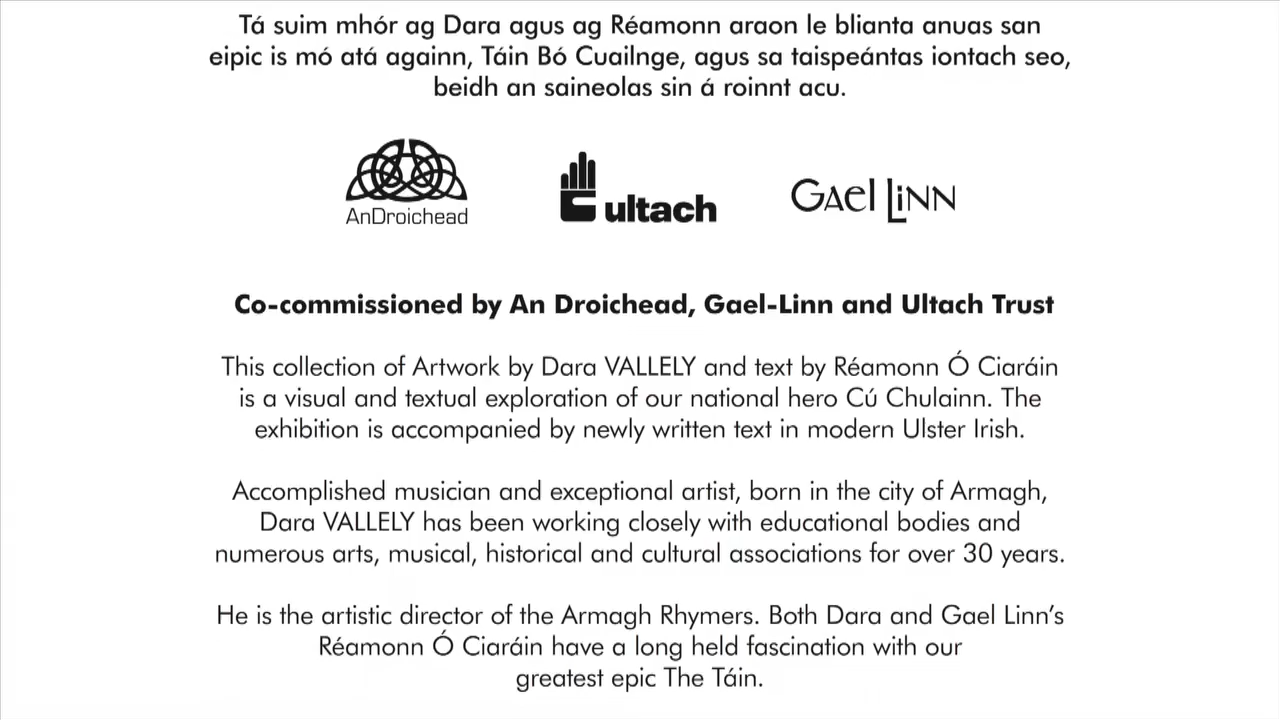 Tá suim mhór ag Dara agus ag Réamonn araon le blianta anuas san
eipic is mó atá againn, Táin Bó Cuailnge, agus sa taispeántas iontach seo,
beidh an saineolas sin á roinnt acu.
AnDroichead
ultach
Gael Linn
Co-commissioned by An Droichead, Gael-Linn and Ultach Trust
This collection of Artwork by Dara VALLELY and text by Réamonn Ó Ciaráin
is a visual and textual exploration of our national hero Cú Chulainn. The
exhibition is accompanied by newly written text in modern Ulster Irish.
Accomplished musician and exceptional artist, born in the city of Armagh,
Dara VALLELY has been working closely with educational bodies and
numerous arts, musical, historical and cultural associations for over 30 years.
He is the artistic director of the Armagh Rhymers. Both Dara and Gael Linn’s
Réamonn Ó Ciaráin have a long held fascination with our
greatest epic The Táin.